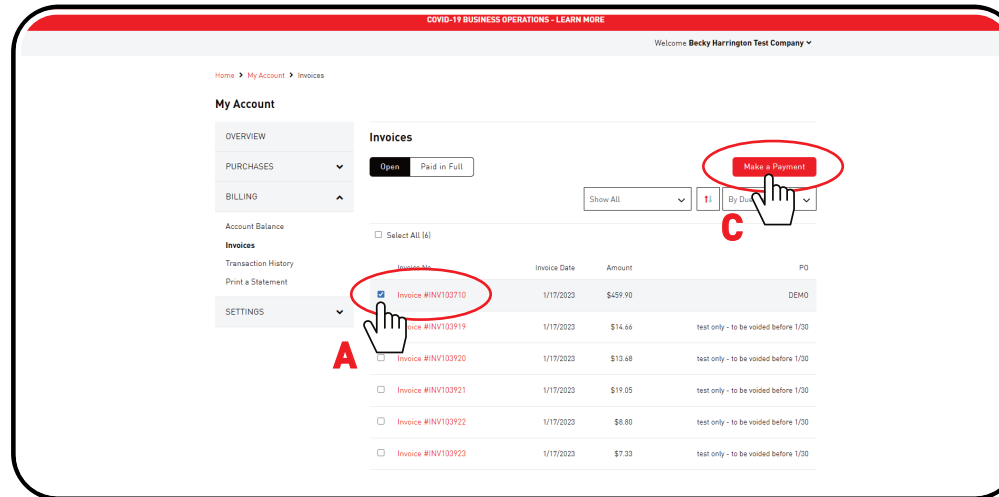 COVID-19 BUSINESS OPERATIONS - LEARN MORE
Welcome Becky Harrington Test Company
Home > My Account > Invoices
My Account
OVERVIEW
PURCHASES
BILLING
Account Balance
Invoices
Transaction History
Print a Statement
SETTINGS
Invoices
Open Paid in Full
Make a Payment
Show All By Due
C
Select All (6)
Invoice No Invoice Date Amount PO
Invoice #INV103710 1/17/2023 $459.90 DEMO
A
Invoice #INV103919 1/17/2023 $14.66 test only - to be voided before 1/30
Invoice #INV103920 1/17/2023 $13.68 test only - to be voided before 1/30
Invoice #INV103921 1/17/2023 $19.05 test only - to be voided before 1/30
Invoice #INV103922 1/17/2023 $8.80 test only - to be voided before 1/30
Invoice #INV103923 1/17/2023 $7.33 test only - to be voided before 1/30